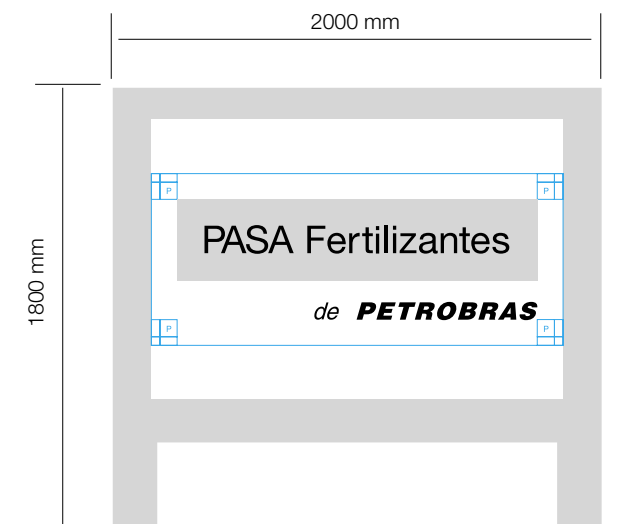 2000 mm
P P
PASA Fertilizantes
1800 mm
de PETROBRAS
P P